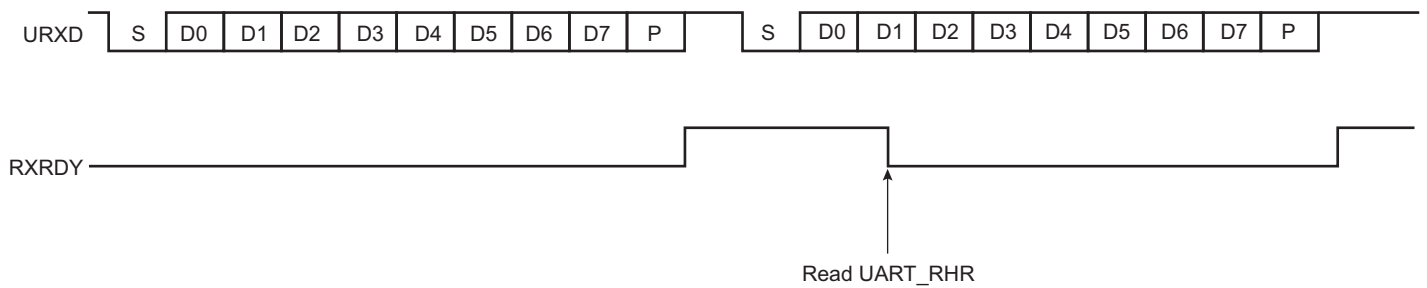 URXD S D0 D1 D2 D3 D4 D5 D6 D7 P S D0 D1 D2 D3 D4 D5 D6 D7 P
RXRDY
Read UART_RHR